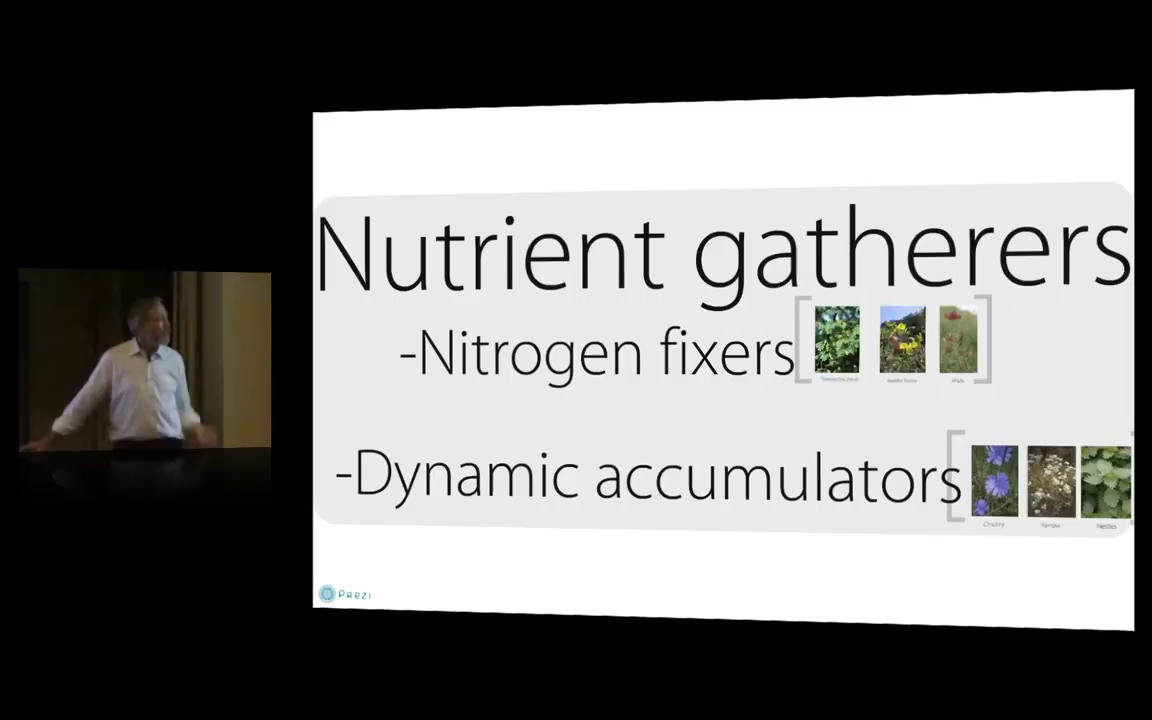 Nutrient gatherers
-Nitrogen fixers
-Dynamic accumulators
Chicory
Yarrow
Nettles
Prezi